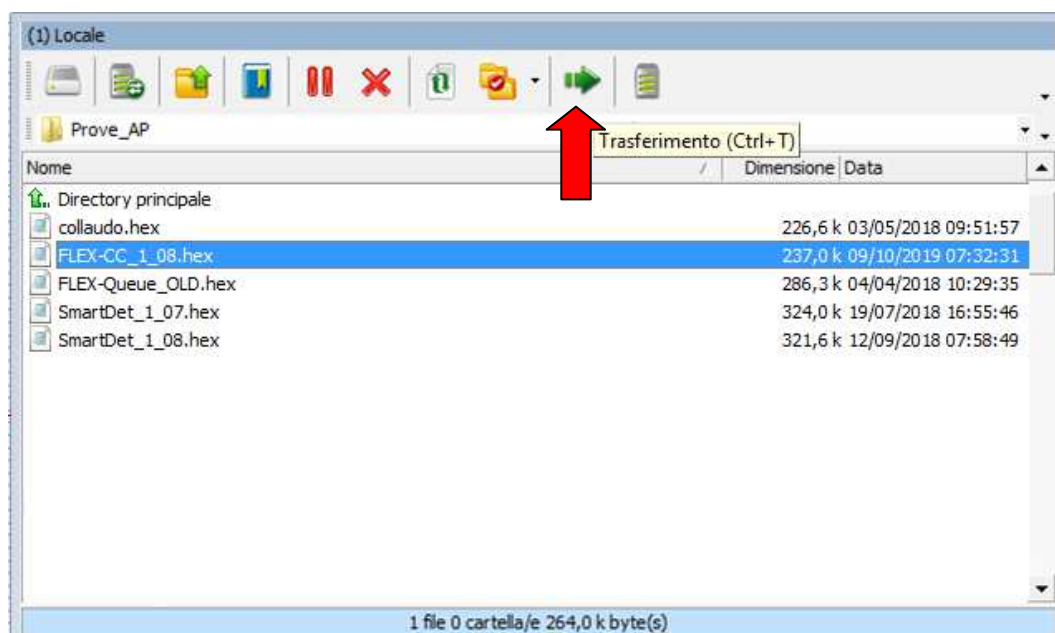 (1) Locale
Prove_AP
Trasferimento (Ctrl+T)
Nome Dimensione Data
Directory principale
collaudo.hex 226,6 k 03/05/2018 09:51:57
FLEX-CC_1_08.hex 237,0 k 09/10/2019 07:32:31
FLEX-Queue_OLD.hex 286,3 k 04/04/2018 10:29:35
SmartDet_1_07.hex 324,0 k 19/07/2018 16:55:46
SmartDet_1_08.hex 321,6 k 12/09/2018 07:58:49
1 file 0 cartella/e 264,0 k byte(s)